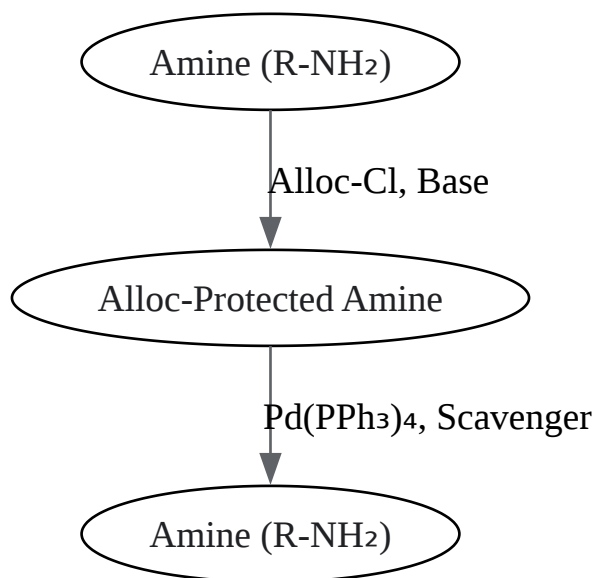 Amine (R-NH₂)
Alloc-Cl, Base
Alloc-Protected Amine
Pd(PPh₃)₄, Scavenger
Amine (R-NH₂)